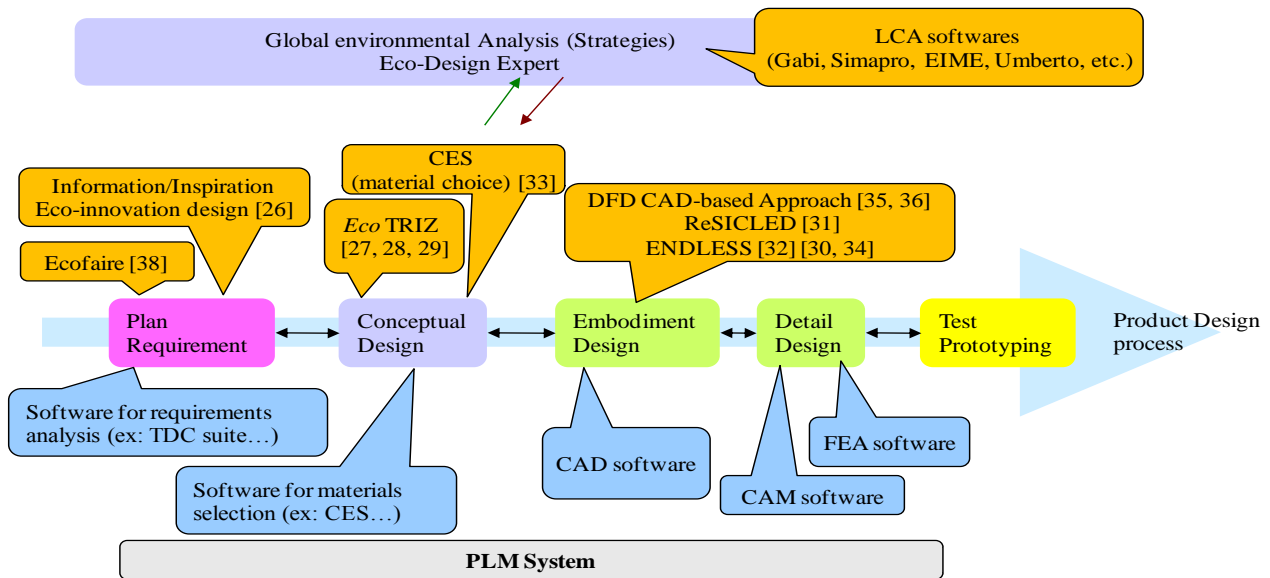 Global environmental Analysis (Strategies)
Eco-Design Expert
LCA softwares
(Gabi, Simapro, EIME, Umberto, etc.)
Information/Inspiration
Eco-innovation design [26]
CES
(material choice) [33]
Eco TRIZ
[27, 28, 29]
DFD CAD-based Approach [35, 36]
ReSICLED [31]
ENDLESS [32] [30, 34]
Ecofaire [38]
Plan
Requirement
Conceptual
Design
Embodiment
Design
Detail
Design
Test
Prototyping
Product Design
process
Software for requirements
analysis (ex: TDC suite…)
Software for materials
selection (ex: CES…)
CAD software
CAM software
FEA software
PLM System